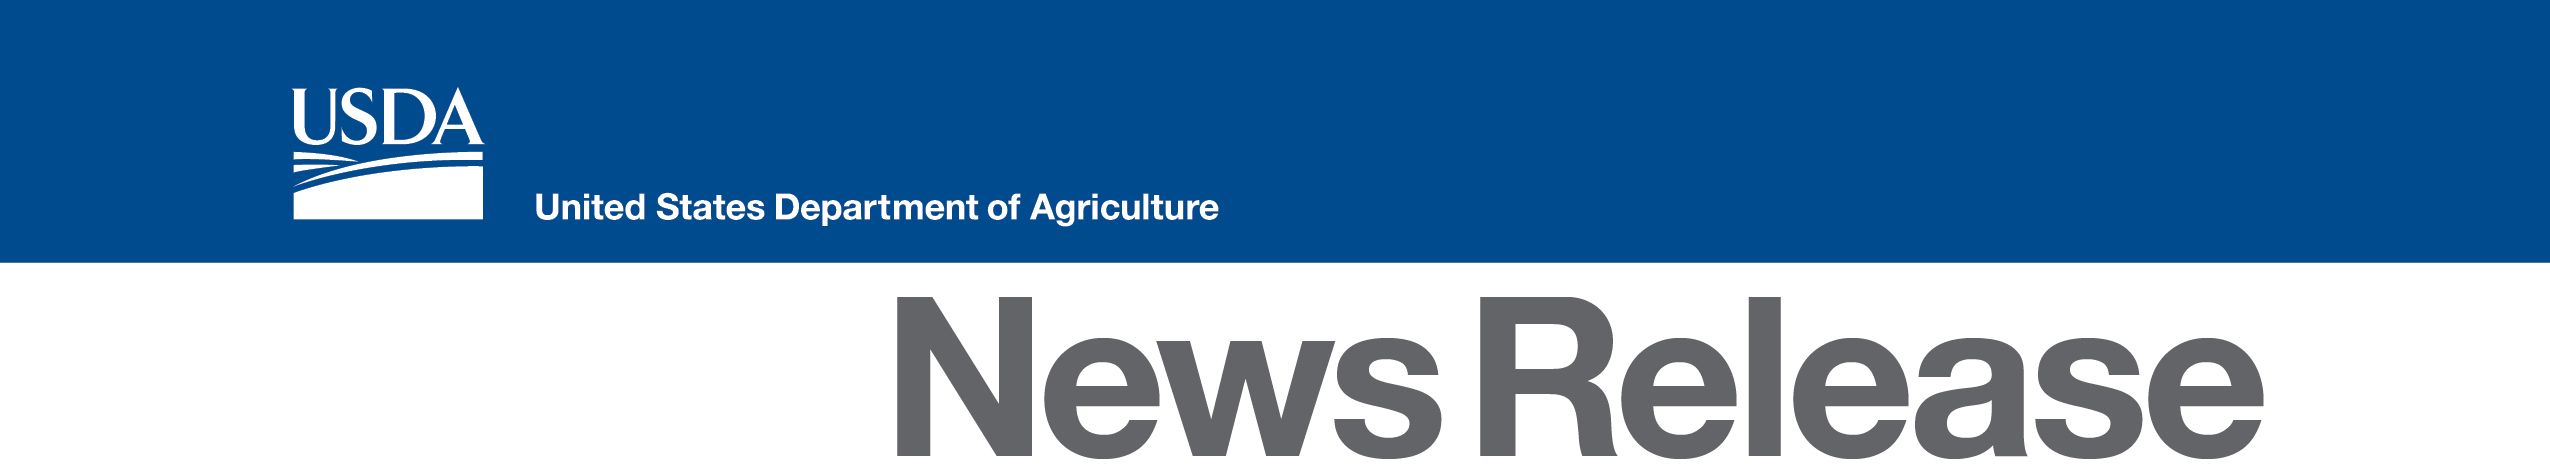 USDA
United States Department of Agriculture
News Release